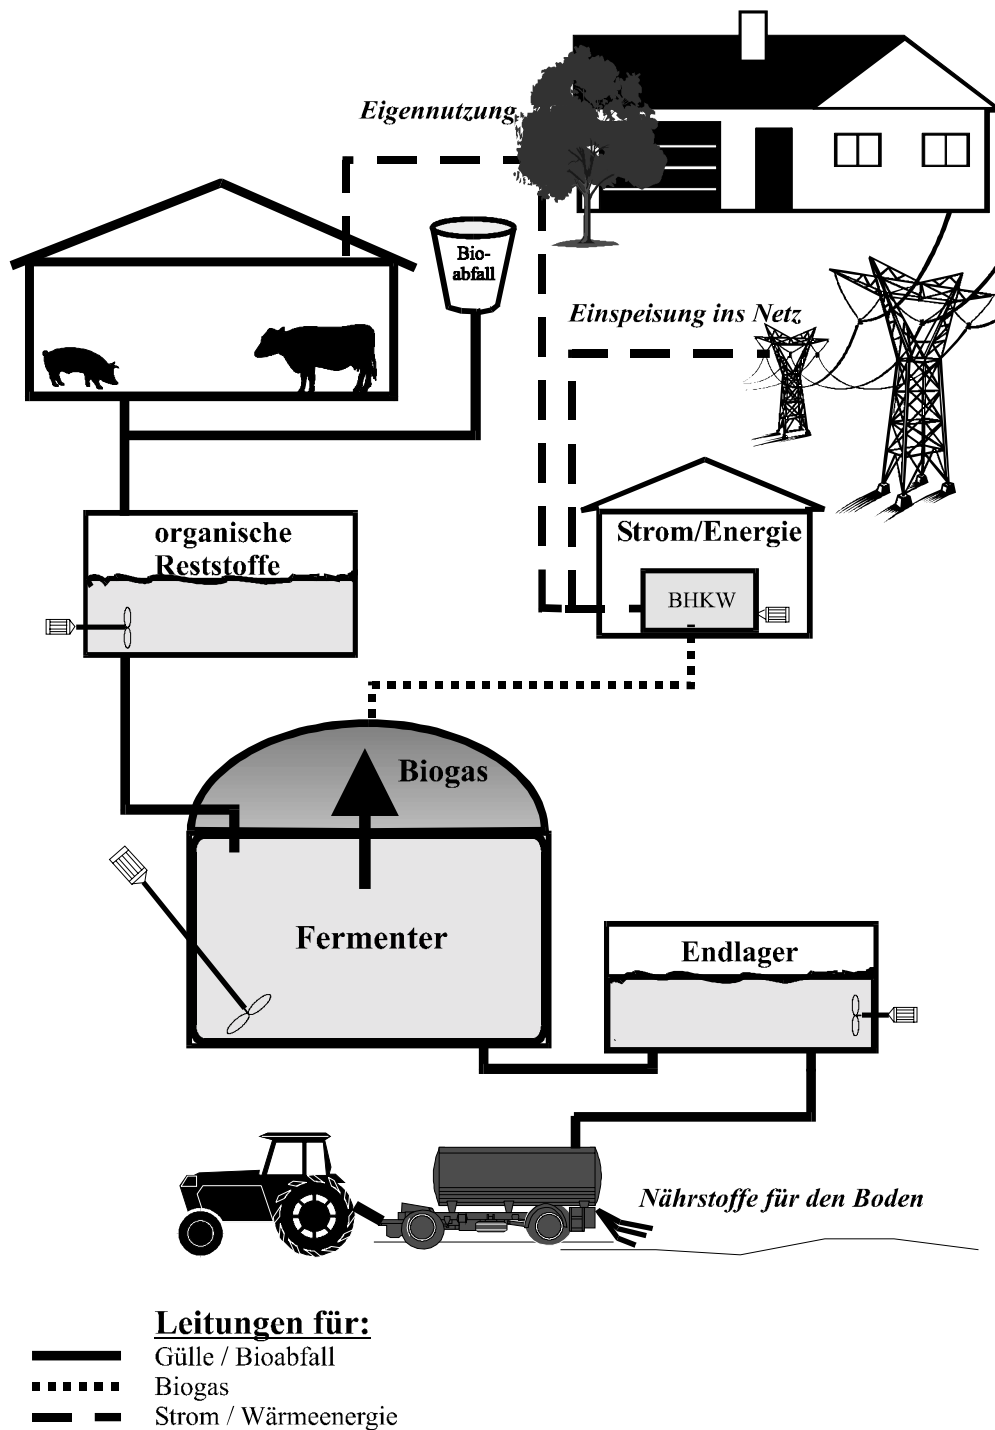 Eigennutzung
Bio-
abfall
Einspeisung ins Netz
organische
Reststoffe
Strom/Energie
BHKW
Biogas
Fermenter
Endlager
Nährstoffe für den Boden
Leitungen für:
Gülle / Bioabfall
Biogas
Strom / Wärmeenergie